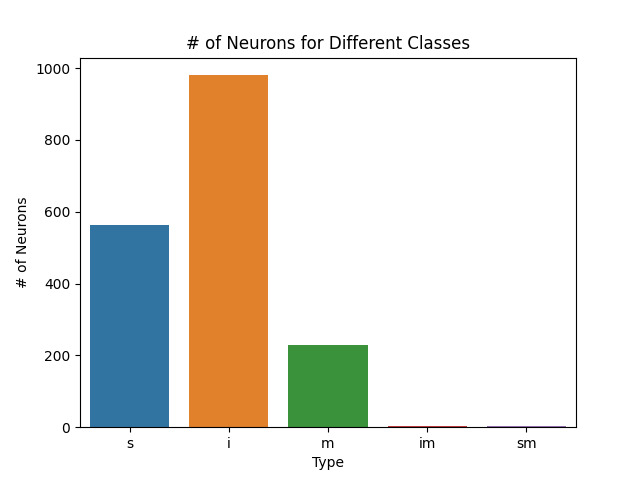 # of Neurons for Different Classes
1000
800
600
400
200
0
# of Neurons
s i m im sm
Type